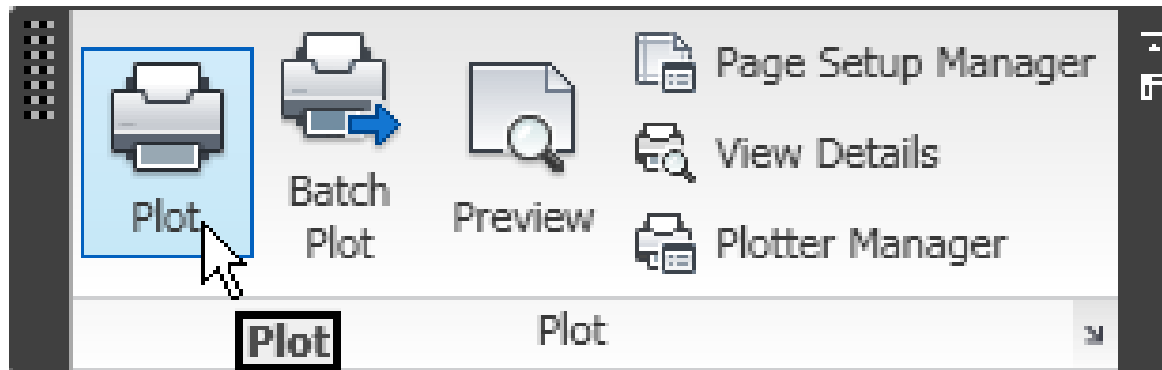 Plot
Batch
Plot
Preview
Page Setup Manager
View Details
Plotter Manager
Plot
Plot